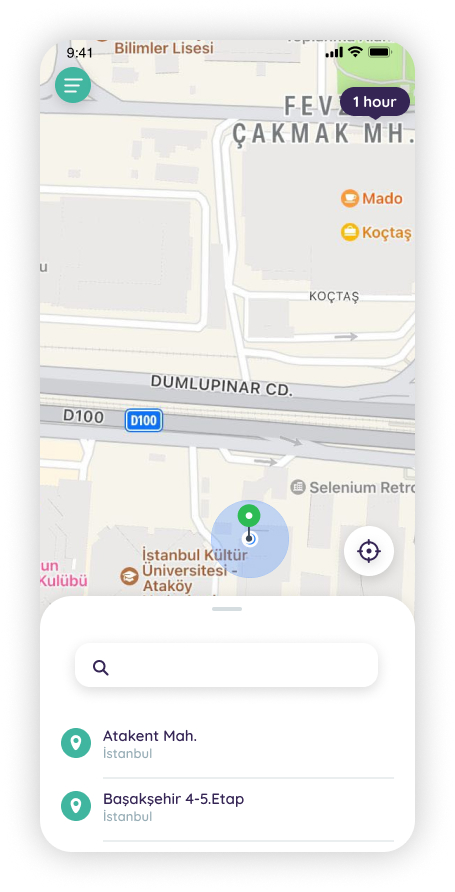 Bilimler Lisesi
9:41
1 hour
FEVZ
ÇAKMAK MH.
Mado
Koçtaş
u
KOÇTAŞ
DUMLUPINAR CD.
D100
D100
Selenium Retro
İstanbul Kültür
Üniversitesi -
Ataköy
un
Kulübü
Atakent Mah.
İstanbul
Başakşehir 4-5.Etap
İstanbul